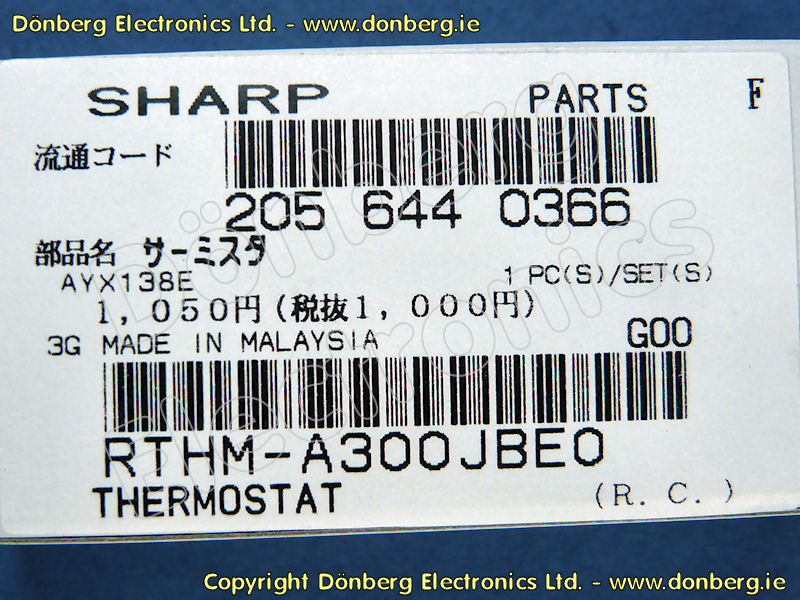 Dönberg Electronics Ltd. - www.donberg.ie
SHARP PARTS F
流通コード
205 644 0366
部品名 サーミスタ
AYX138E 1 PC(S)/SET(S)
1,050円(税抜1,000円)
3G MADE IN MALAYSIA G00
RTHM-A300JBE0
THERMOSTAT (R. C. )
Dönberg Electronics
Copyright Dönberg Electronics Ltd. - www.donberg.ie